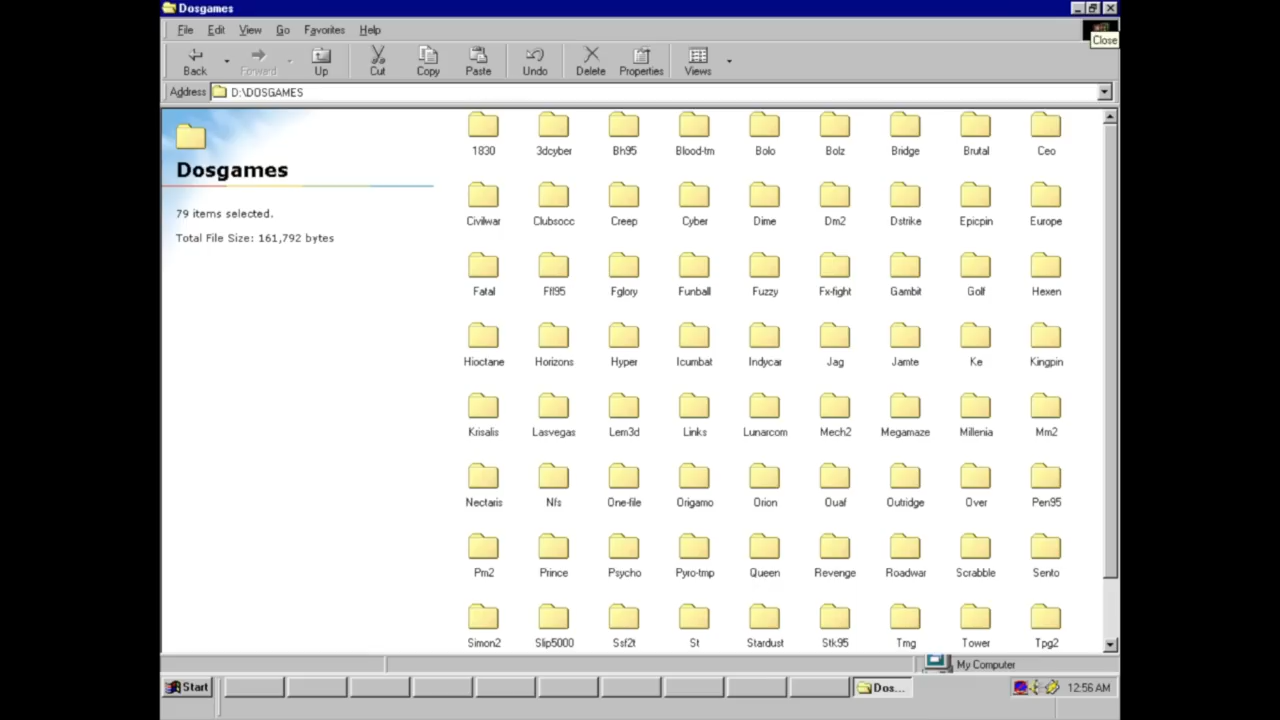 Dosgames
File Edit View Go Favorites Help
Close
Back Forward Up Cut Copy Paste Undo Delete Properties Views
Address D:\DOSGAMES
Dosgames
79 items selected.
Total File Size: 161,792 bytes
1830 3dcyber Bh95 Blood-tm Bolo Bolz Bridge Brutal Ceo
Civilwar Clubsocc Creep Cyber Dime Dm2 Dstrike Epicpin Europe
Fatal Ffl95 Fglory Funball Fuzzy Fx-fight Gambit Golf Hexen
Hioctane Horizons Hyper Icumbat Indycar Jag Jamte Ke Kingpin
Krisalis Lasvegas Lem3d Links Lunarcom Mech2 Megamaze Millenia Mm2
Nectaris Nfs One-file Origamo Orion Ouaf Outridge Over Pen95
Pm2 Prince Psycho Pyro-tmp Queen Revenge Roadwar Scrabble Sento
Simon2 Slip5000 Ssf2t St Stardust Stk95 Tmg Tower Tpg2
My Computer
Start Dos... 12:56 AM